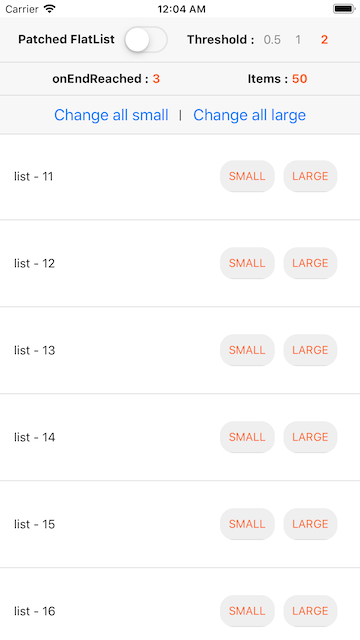 Carrier 12:04 AM
Patched FlatList Threshold : 0.5 1 2
onEndReached : 3 Items : 50
Change all small | Change all large
list - 11 SMALL LARGE
list - 12 SMALL LARGE
list - 13 SMALL LARGE
list - 14 SMALL LARGE
list - 15 SMALL LARGE
list - 16 SMALL LARGE